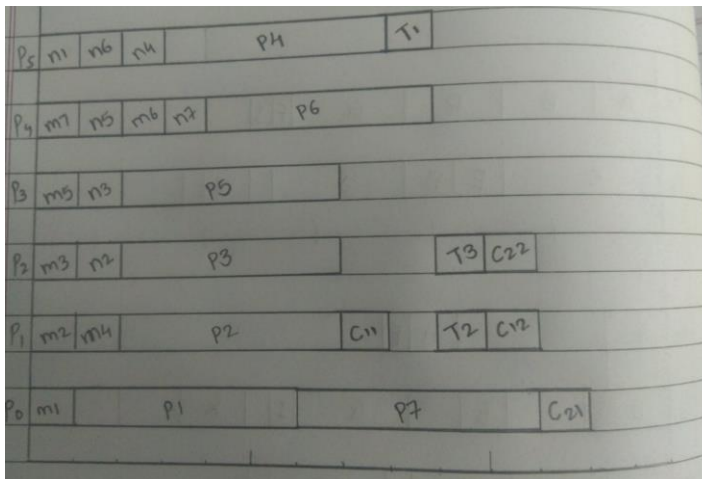 P5 m1 n6 n4 P4 T1
P4 m7 n5 m6 n7 P6
P3 m5 n3 P5
P2 m3 n2 P3 T3 C22
P1 m2 m4 P2 C11 T2 C12
P0 m1 P1 P7 C21